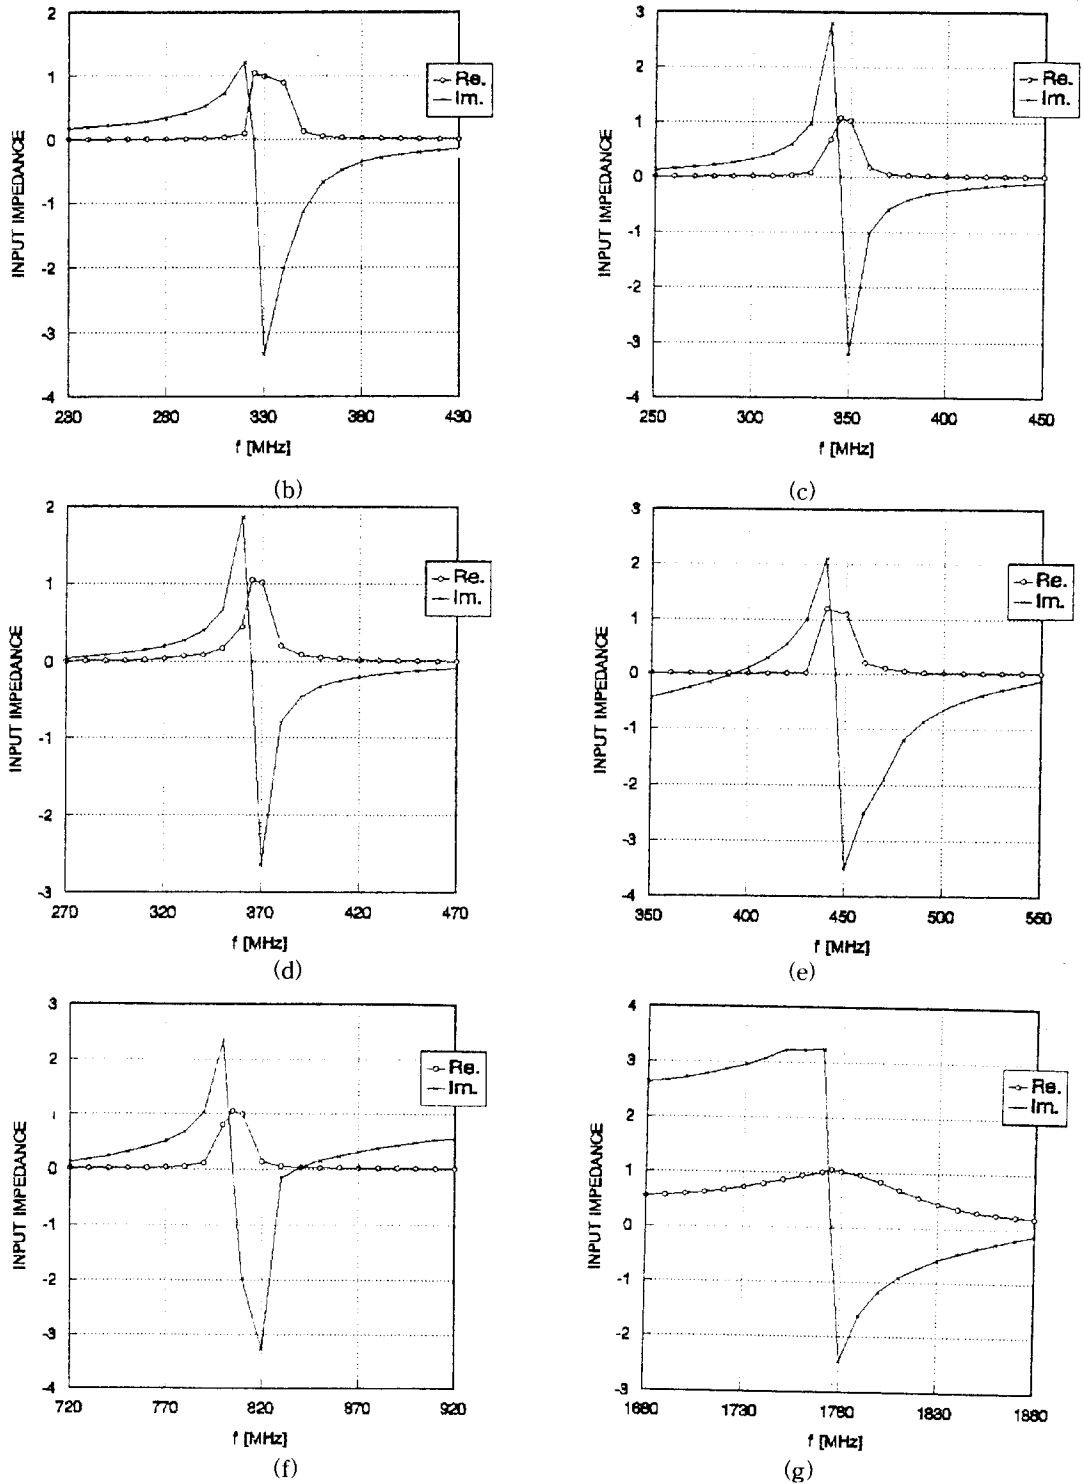 2
1
0
-1
-2
-3
-4
INPUT IMPEDANCE
Re.
Im.
230 280 330 380 430
f [MHz]
(b)
3
2
1
0
-1
-2
-3
-4
INPUT IMPEDANCE
Re.
Im.
250 300 350 400 450
f [MHz]
(c)
2
1
0
-1
-2
-3
INPUT IMPEDANCE
Re.
Im.
270 320 370 420 470
f [MHz]
(d)
3
2
1
0
-1
-2
-3
-4
INPUT IMPEDANCE
Re.
Im.
350 400 450 500 550
f [MHz]
(e)
3
2
1
0
-1
-2
-3
-4
INPUT IMPEDANCE
Re.
Im.
720 770 820 870 920
f [MHz]
(f)
4
3
2
1
0
-1
-2
-3
INPUT IMPEDANCE
Re.
Im.
1680 1730 1780 1830 1880
f [MHz]
(g)